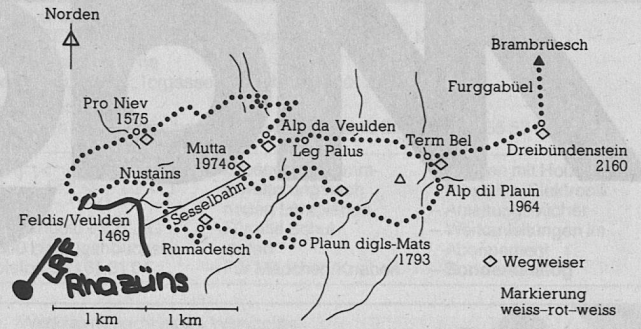 Norden
Brambrüesch
Furggabüel
Pro Niev
1575
Alp da Veulden
Term Bel
Mutta
1974
Leg Palus
Dreibündenstein
2160
Nustains
Sesselbahn
Alp dil Plaun
1964
Feldis/Veulden
1469
Rumadetsch
Plaun digls-Mats
1793
Wegweiser
LRF
Rhäzüns
Markierung
weiss-rot-weiss
1 km
1 km